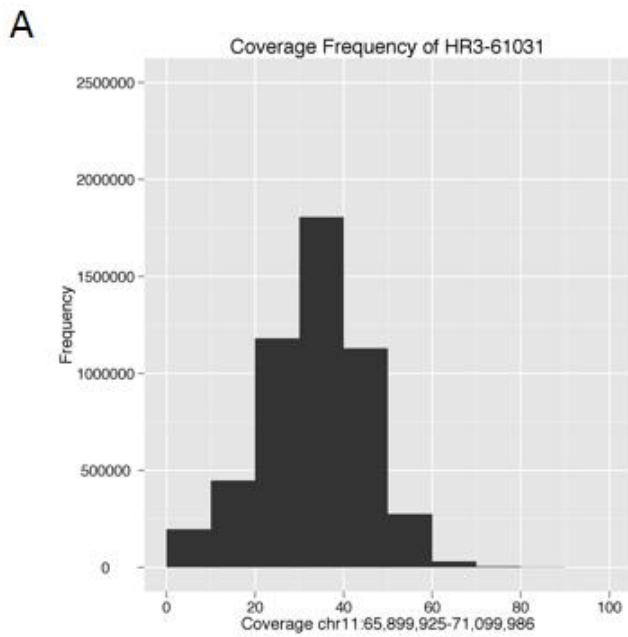 A
Coverage Frequency of HR3-61031
2500000
2000000
1500000
1000000
500000
0
Frequency
0 20 40 60 80 100
Coverage chr11:65,899,925-71,099,986